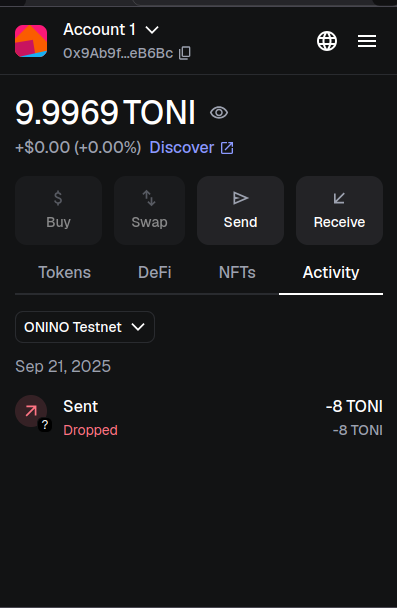 Account 1
0x9Ab9f...eB6Bc
9.9969 TONI
+$0.00 (+0.00%) Discover
$
Buy Swap Send Receive
Tokens DeFi NFTs Activity
ONINO Testnet
Sep 21, 2025
Sent -8 TONI
?
Dropped -8 TONI